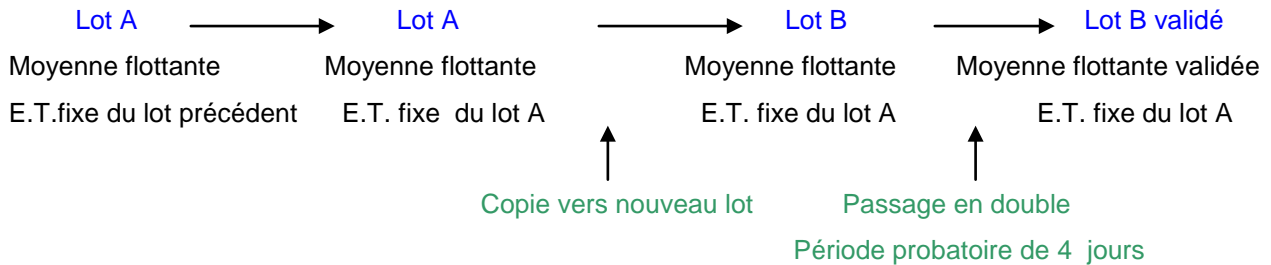 Lot A Lot A Lot B Lot B validé
Moyenne flottante Moyenne flottante Moyenne flottante Moyenne flottante validée
E.T.fixe du lot précédent E.T. fixe du lot A E.T. fixe du lot A E.T. fixe du lot A
Copie vers nouveau lot Passage en double
Période probatoire de 4 jours